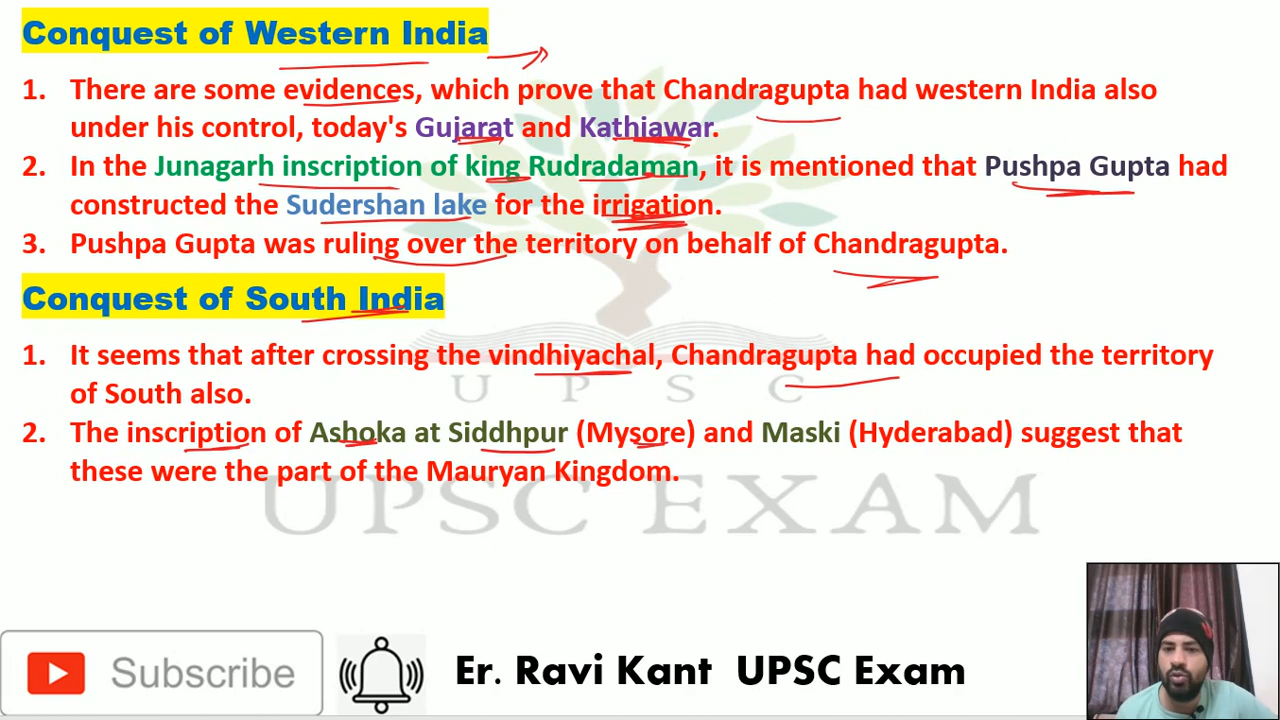 Conquest of Western India
1. There are some evidences, which prove that Chandragupta had western India also
under his control, today's Gujarat and Kathiawar.
2. In the Junagarh inscription of king Rudradaman, it is mentioned that Pushpa Gupta had
constructed the Sudershan lake for the irrigation.
3. Pushpa Gupta was ruling over the territory on behalf of Chandragupta.
Conquest of South India
1. It seems that after crossing the vindhiyachal, Chandragupta had occupied the territory
of South also.
UPSC
2. The inscription of Ashoka at Siddhpur (Mysore) and Maski (Hyderabad) suggest that
these were the part of the Mauryan Kingdom.
UPSC EXAM
Subscribe
Er. Ravi Kant UPSC Exam